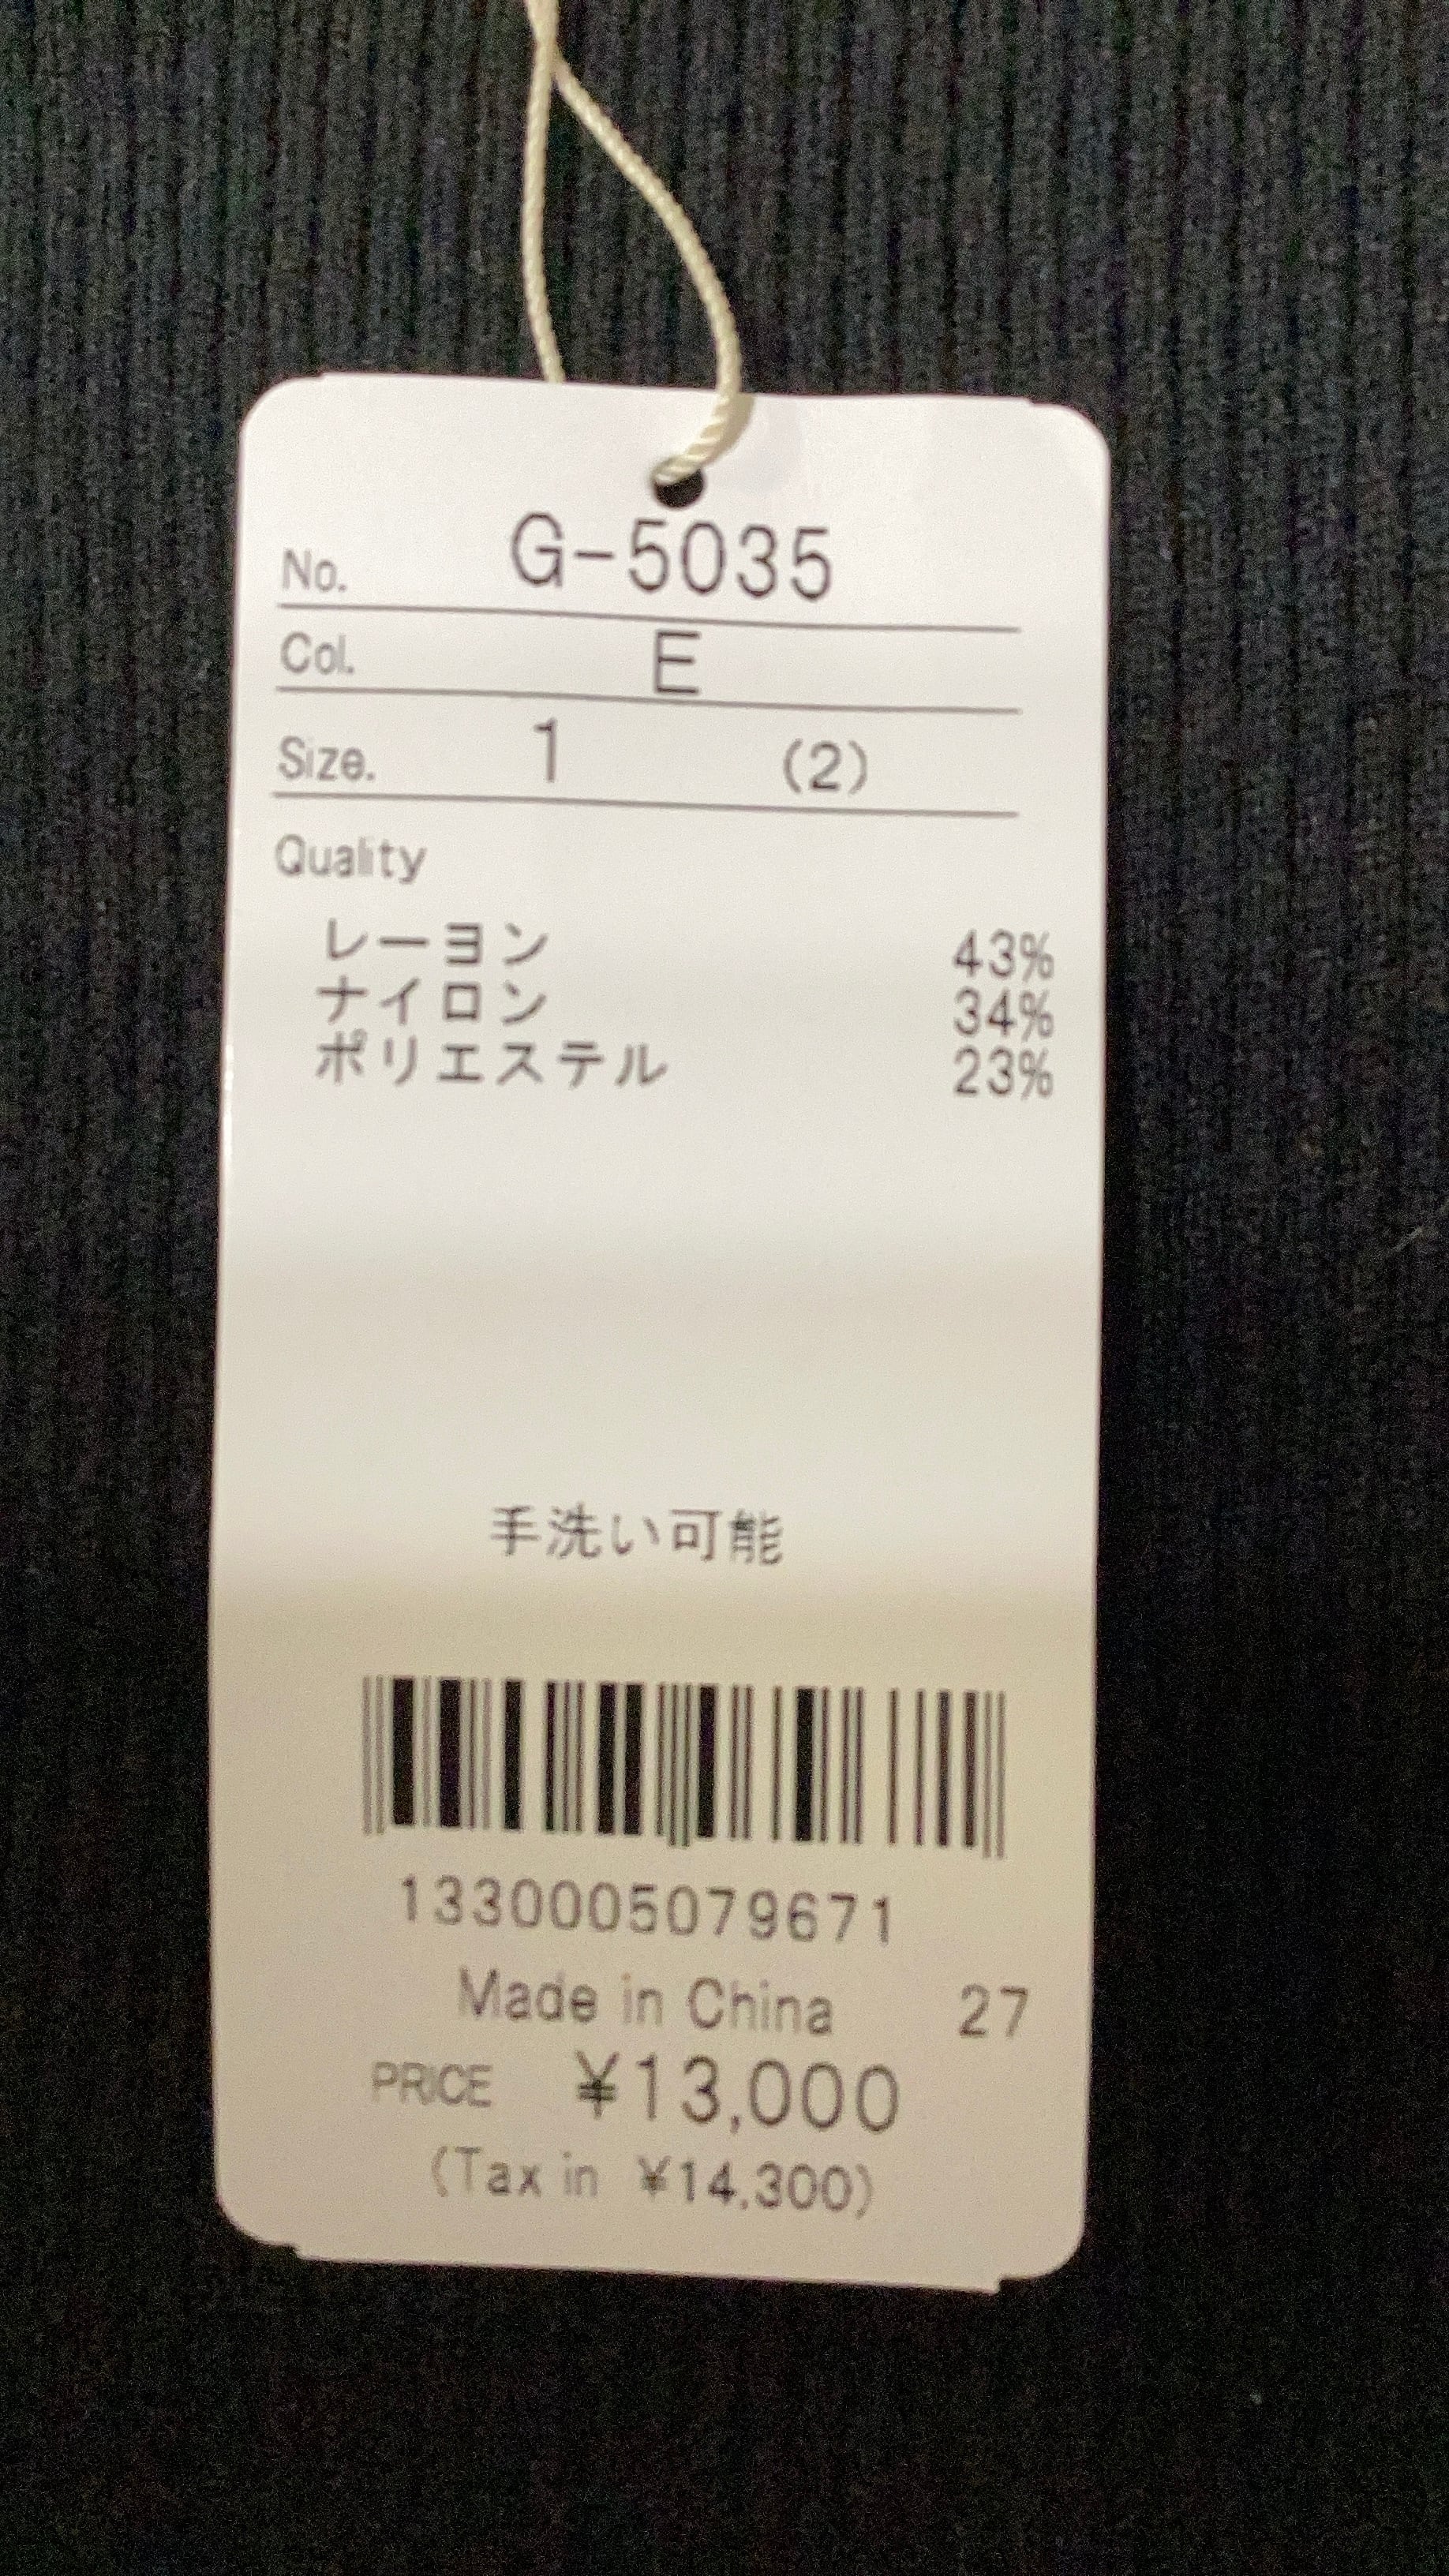 No. G-5035
Col. E
Size. 1 (2)
Quality
レーヨン 43%
ナイロン 34%
ポリエステル 23%
手洗い可能
1330005079671
Made in China 27
PRICE ¥13,000
(Tax in ¥14,300)